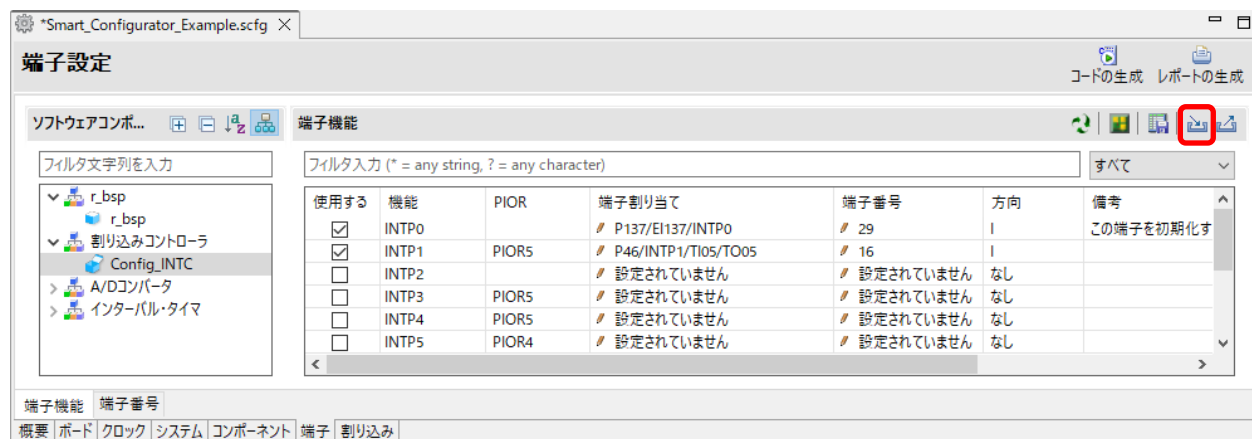 *Smart_Configurator_Example.scfg
端子設定
コードの生成 レポートの生成
ソフトウェアコンポ...
端子機能
フィルタ文字列を入力
フィルタ入力 (* = any string, ? = any character)
すべて
r_bsp
r_bsp
割り込みコントローラ
Config_INTC
A/Dコンバータ
インターバル・タイマ
使用する 機能 PIOR 端子割り当て 端子番号 方向 備考
INTP0 P137/EI137/INTP0 29 I この端子を初期化す
INTP1 PIOR5 P46/INTP1/TI05/TO05 16 I
INTP2 設定されていません 設定されていません なし
INTP3 PIOR5 設定されていません 設定されていません なし
INTP4 PIOR5 設定されていません 設定されていません なし
INTP5 PIOR4 設定されていません 設定されていません なし
端子機能 端子番号
概要 ボード クロック システム コンポーネント 端子 割り込み